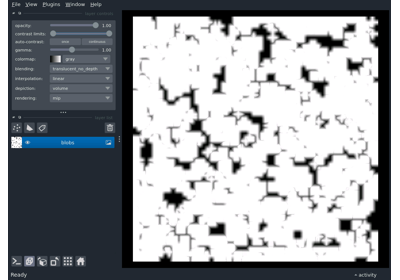 File View Plugins Window Help
opacity: 1.00
contrast limits:
auto-contrast: once continuous
gamma: 1.00
colormap: gray
blending: translucent_no_depth
interpolation: linear
depiction: volume
rendering: mip
blobs
Ready
activity